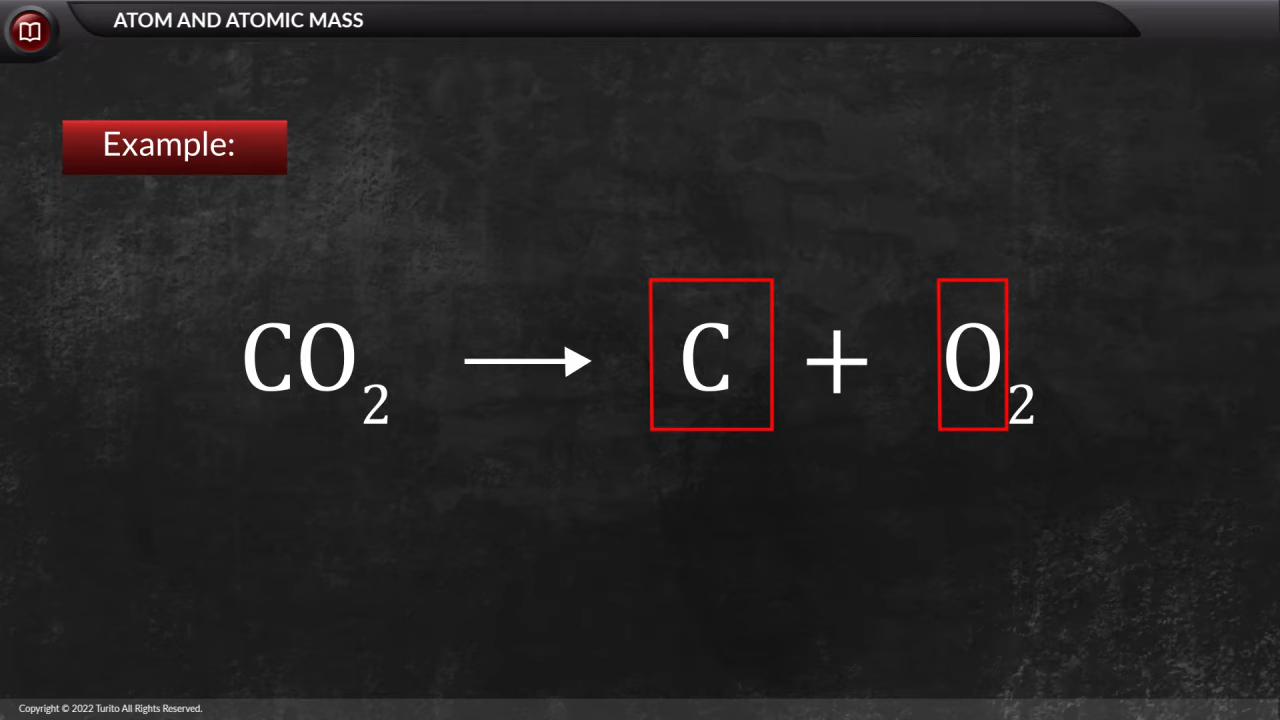 ATOM AND ATOMIC MASS
Example:
CO₂ ⟶ C + O₂
Copyright © 2022 Turito All Rights Reserved.